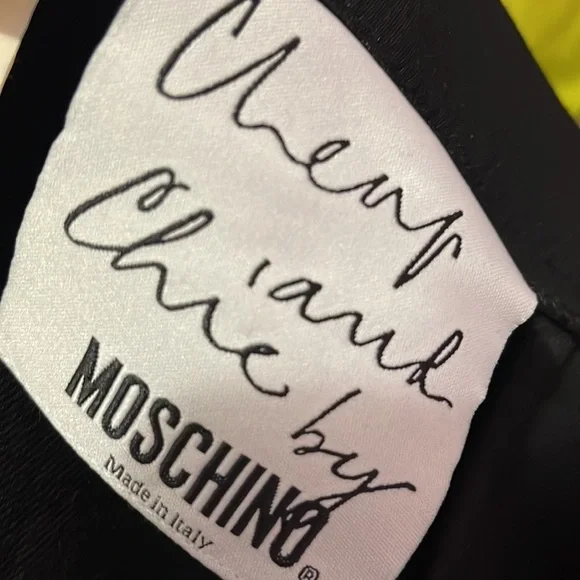 Cheap
and
Chic
by
MOSCHINO®
Made in Italy